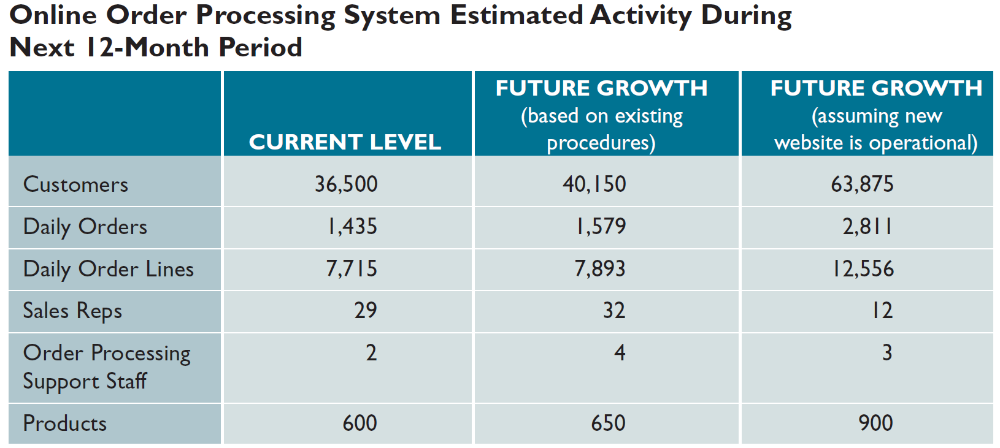 Online Order Processing System Estimated Activity During
Next 12-Month Period
CURRENT LEVEL
FUTURE GROWTH
(based on existing
procedures)
FUTURE GROWTH
(assuming new
website is operational)
Customers 36,500 40,150 63,875
Daily Orders 1,435 1,579 2,811
Daily Order Lines 7,715 7,893 12,556
Sales Reps 29 32 12
Order Processing
Support Staff 2 4 3
Products 600 650 900